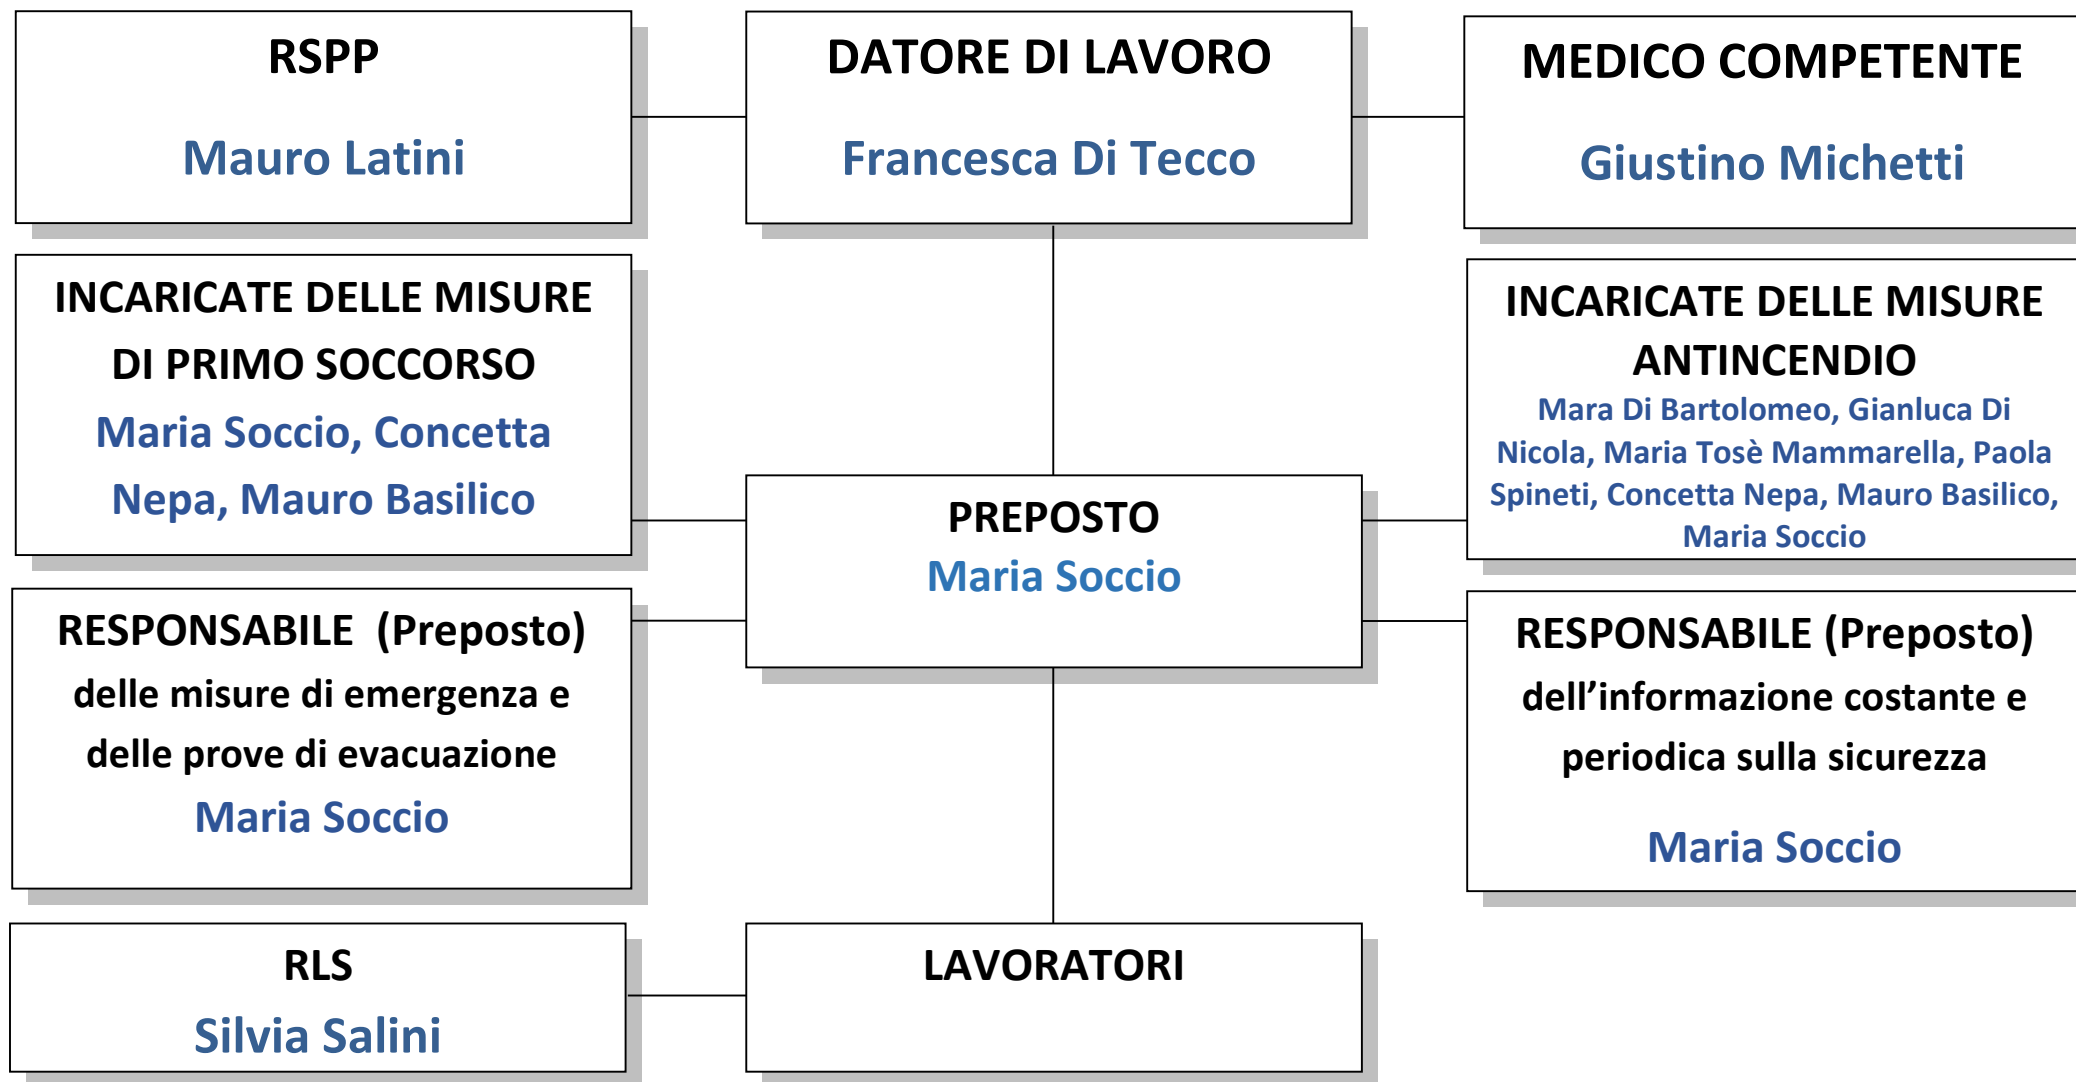 RSPP
Mauro Latini
DATORE DI LAVORO
Francesca Di Tecco
MEDICO COMPETENTE
Giustino Michetti
INCARICATE DELLE MISURE
DI PRIMO SOCCORSO
Maria Soccio, Concetta
Nepa, Mauro Basilico
INCARICATE DELLE MISURE
ANTINCENDIO
Mara Di Bartolomeo, Gianluca Di
Nicola, Maria Tosè Mammarella, Paola
Spineti, Concetta Nepa, Mauro Basilico,
Maria Soccio
PREPOSTO
Maria Soccio
RESPONSABILE (Preposto)
delle misure di emergenza e
delle prove di evacuazione
Maria Soccio
RESPONSABILE (Preposto)
dell’informazione costante e
periodica sulla sicurezza
Maria Soccio
RLS
Silvia Salini
LAVORATORI